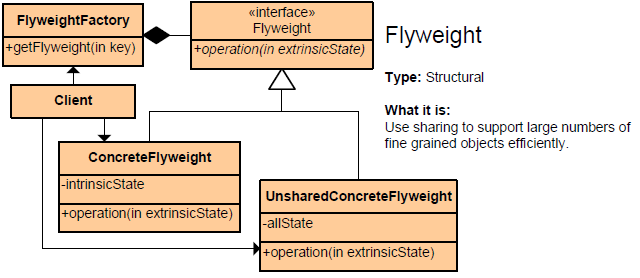 FlyweightFactory
+getFlyweight(in key)
«interface»
Flyweight
+operation(in extrinsicState)
Client
ConcreteFlyweight
-intrinsicState
+operation(in extrinsicState)
UnsharedConcreteFlyweight
-allState
+operation(in extrinsicState)
Flyweight
Type: Structural
What it is:
Use sharing to support large numbers of
fine grained objects efficiently.